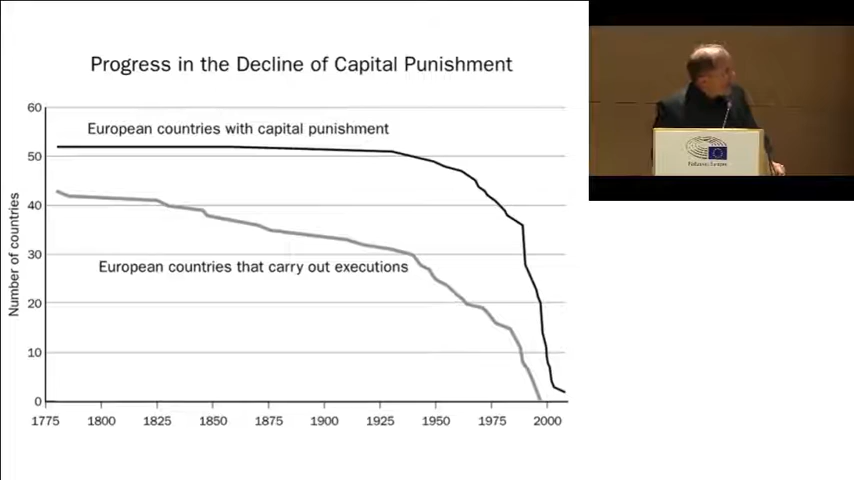 Progress in the Decline of Capital Punishment
60
European countries with capital punishment
50
40
30
European countries that carry out executions
20
10
0
Number of countries
1775 1800 1825 1850 1875 1900 1925 1950 1975 2000